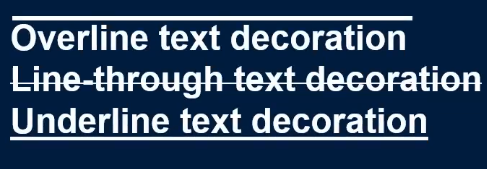 Overline text decoration
Line-through text decoration
Underline text decoration